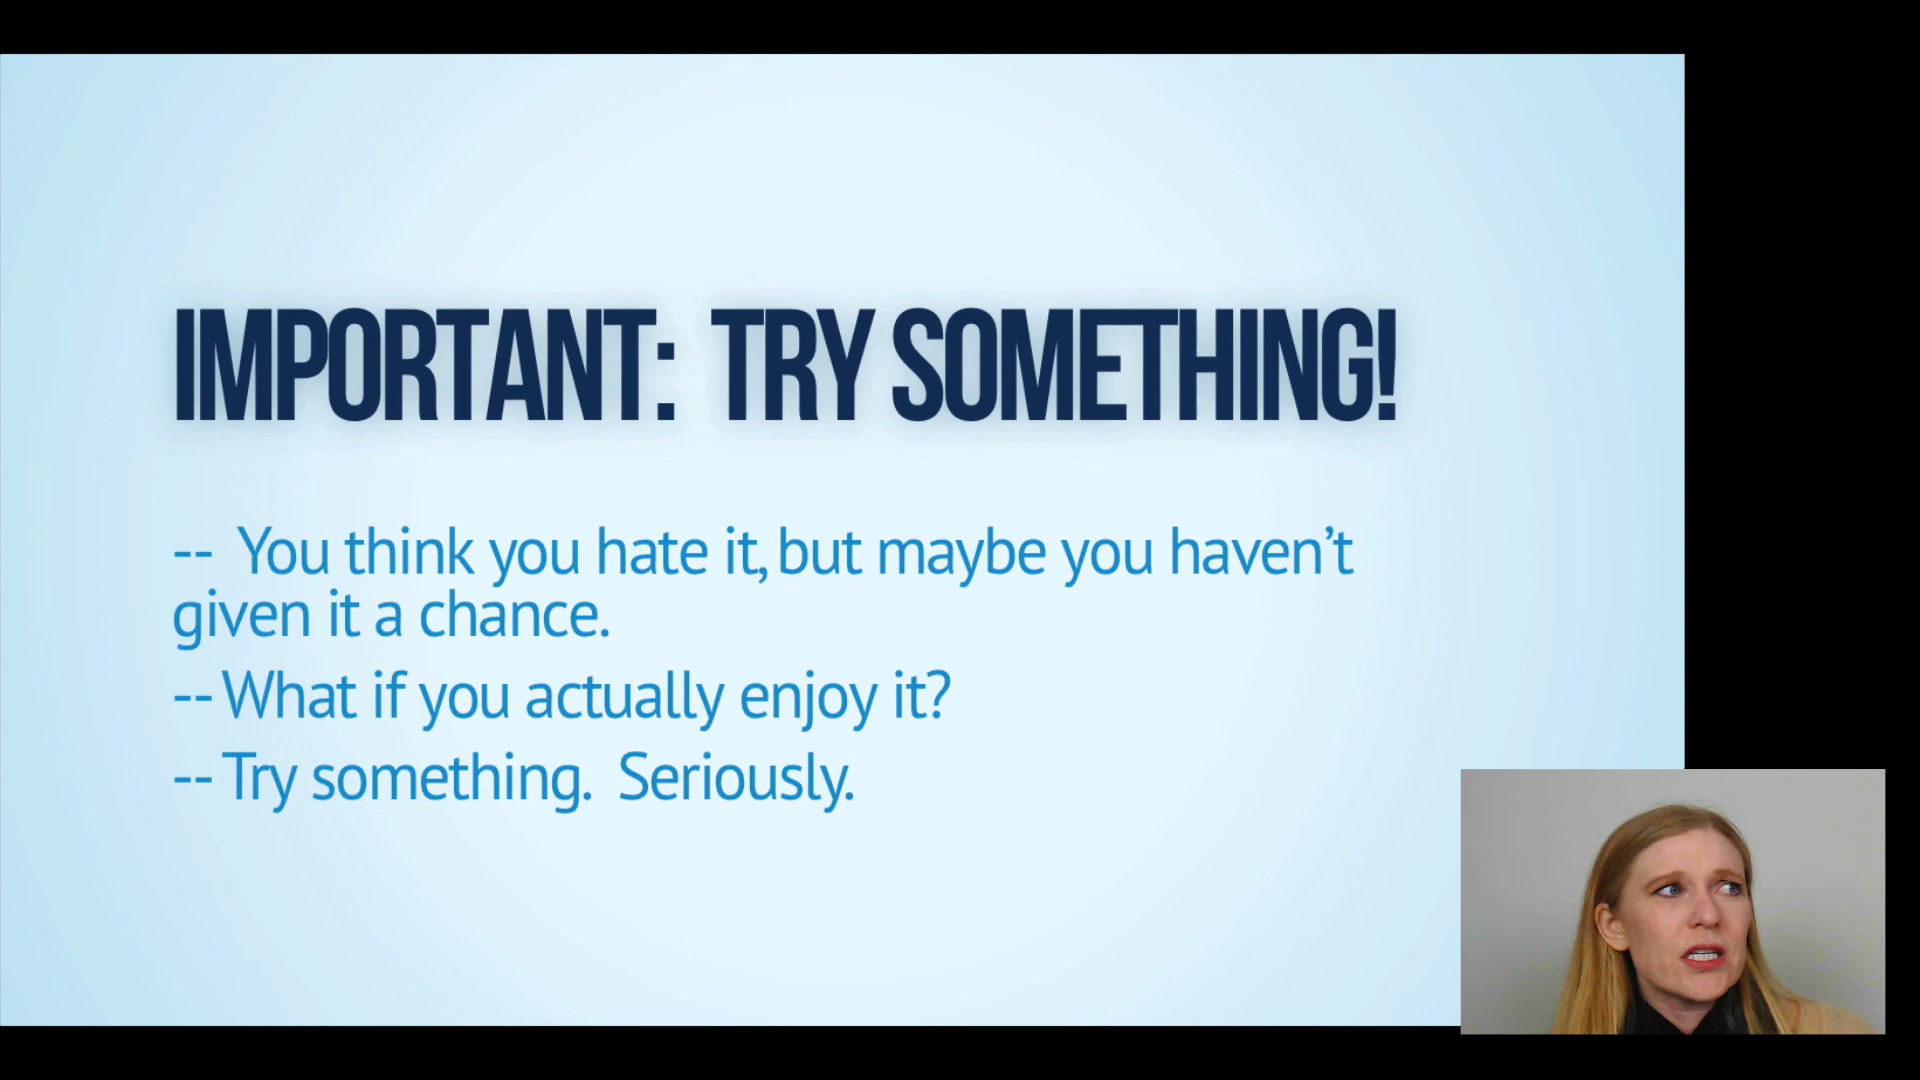 IMPORTANT: TRY SOMETHING!
-- You think you hate it, but maybe you haven’t
given it a chance.
-- What if you actually enjoy it?
-- Try something. Seriously.